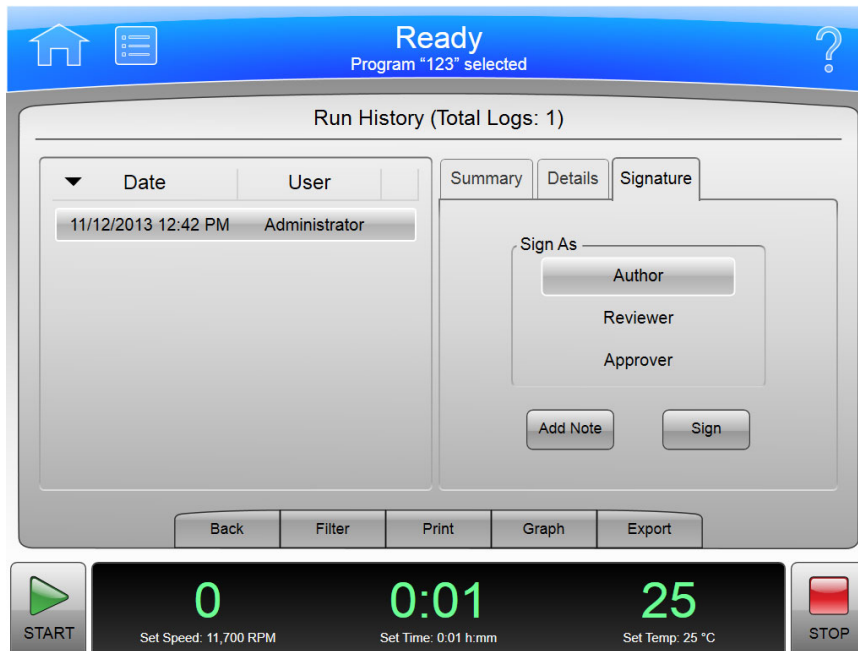 Ready
Program “123” selected
Run History (Total Logs: 1)
Date User
11/12/2013 12:42 PM Administrator
Summary Details Signature
Sign As
Author
Reviewer
Approver
Add Note Sign
Back Filter Print Graph Export
START
0 0:01 25
Set Speed: 11,700 RPM Set Time: 0:01 h:mm Set Temp: 25 °C
STOP